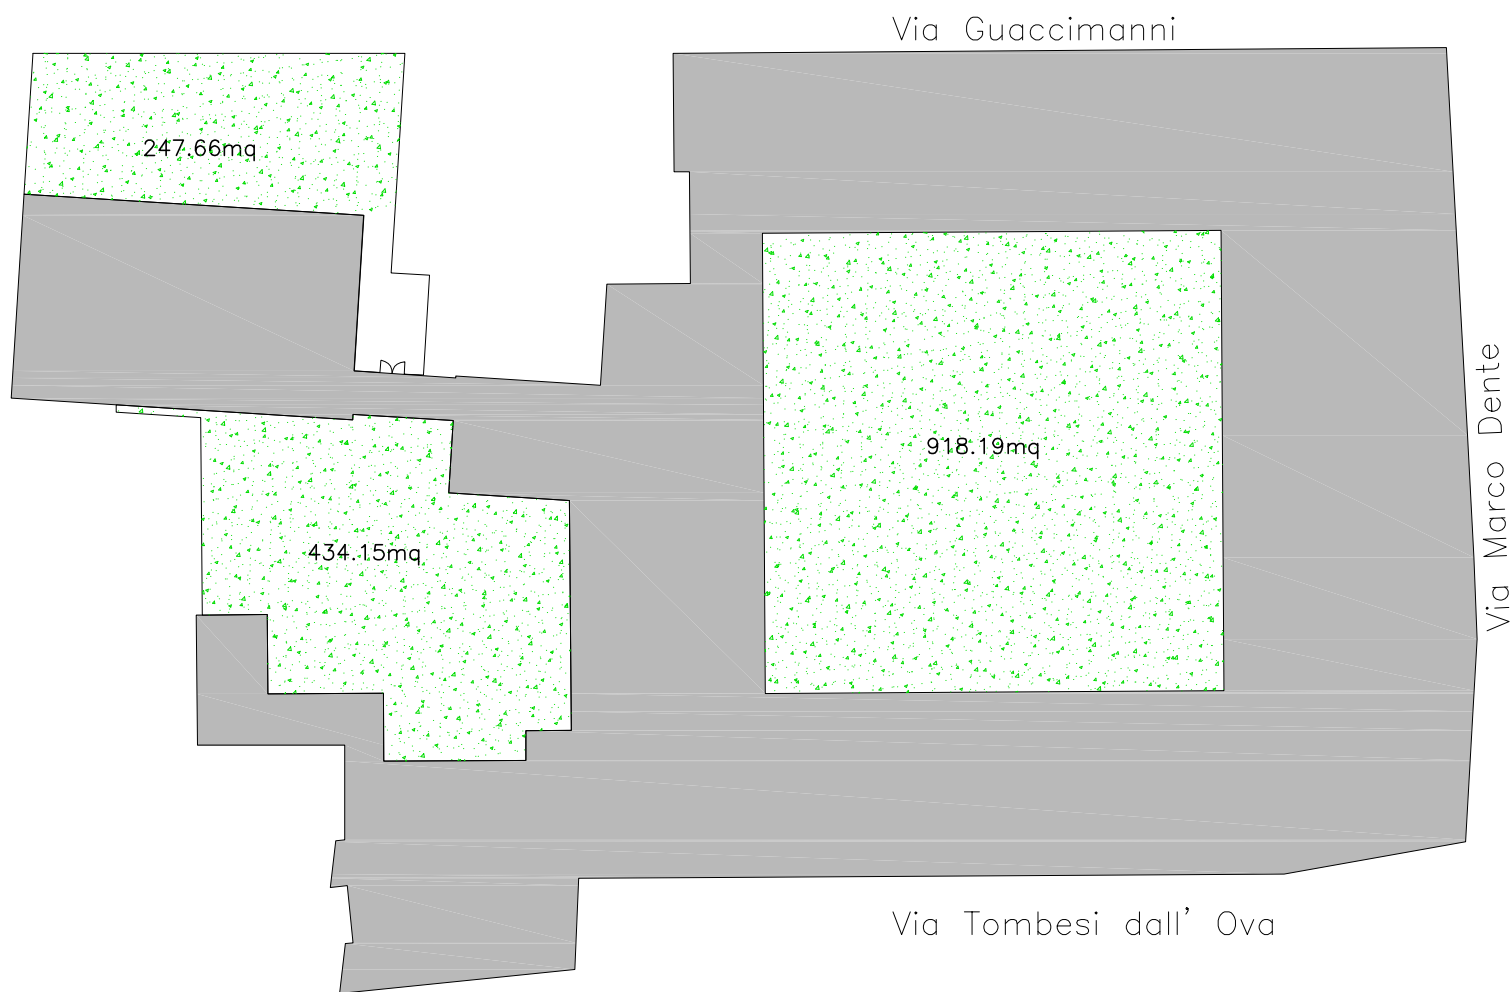 Via Guaccimanni
247.66mq
918.19mq
Via Marco Dente
434.15mq
Via Tombesi dall' Ova